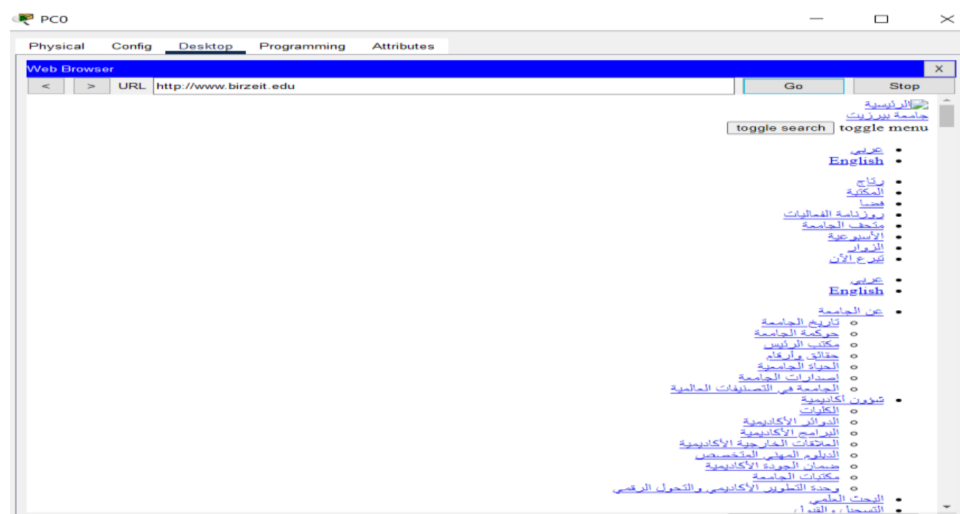 PC0
Physical Config Desktop Programming Attributes
Web Browser X
< > URL http://www.birzeit.edu Go Stop
الرئيسية
جامعة بيرزيت
toggle search toggle menu
عربي
English
رتاج
المكتبة
فضا
روزنامة الفعاليات
متحف الجامعة
الأسبوعية
الزوار
تبرع الأن
عربي
English
عن الجامعة
تاريخ الجامعة
حوكمة الجامعة
مكتب الرئيس
حقائق وأرقام
الحياة الجامعية
إصدارات الجامعة
الجامعة في التصنيفات العالمية
شؤون أكاديمية
الكليات
الدوائر الأكاديمية
البرامج الأكاديمية
العلاقات الخارجية الأكاديمية
الدبلوم المهني المتخصص
ضمان الجودة الأكاديمية
مكتبات الجامعة
وحدة التطوير الأكاديمي والتحول الرقمي
البحث العلمي
التسجيل والقبول